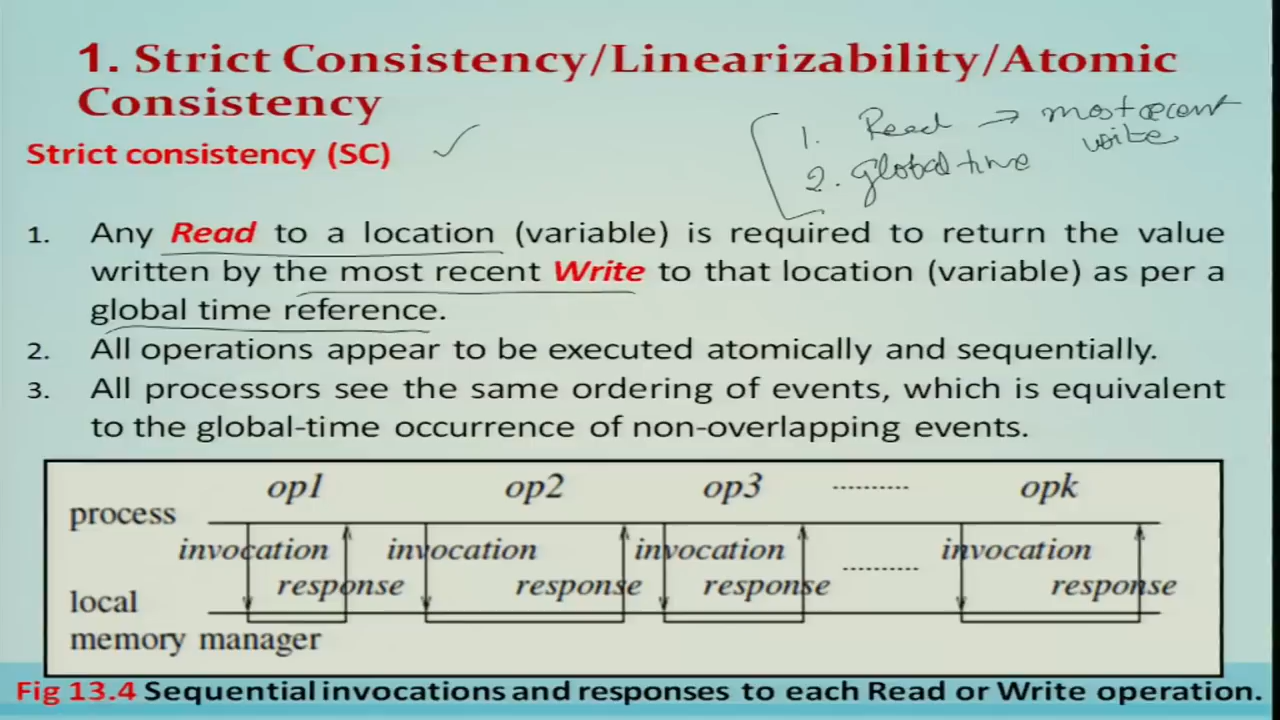 1. Strict Consistency/Linearizability/Atomic
Consistency
1. Read → most recent
write
2. global time
Strict consistency (SC)
1. Any Read to a location (variable) is required to return the value
written by the most recent Write to that location (variable) as per a
global time reference.
2. All operations appear to be executed atomically and sequentially.
3. All processors see the same ordering of events, which is equivalent
to the global-time occurrence of non-overlapping events.
op1 op2 op3 ........... opk
process
invocation invocation invocation invocation
response response response ........... response
local
memory manager
Fig 13.4 Sequential invocations and responses to each Read or Write operation.